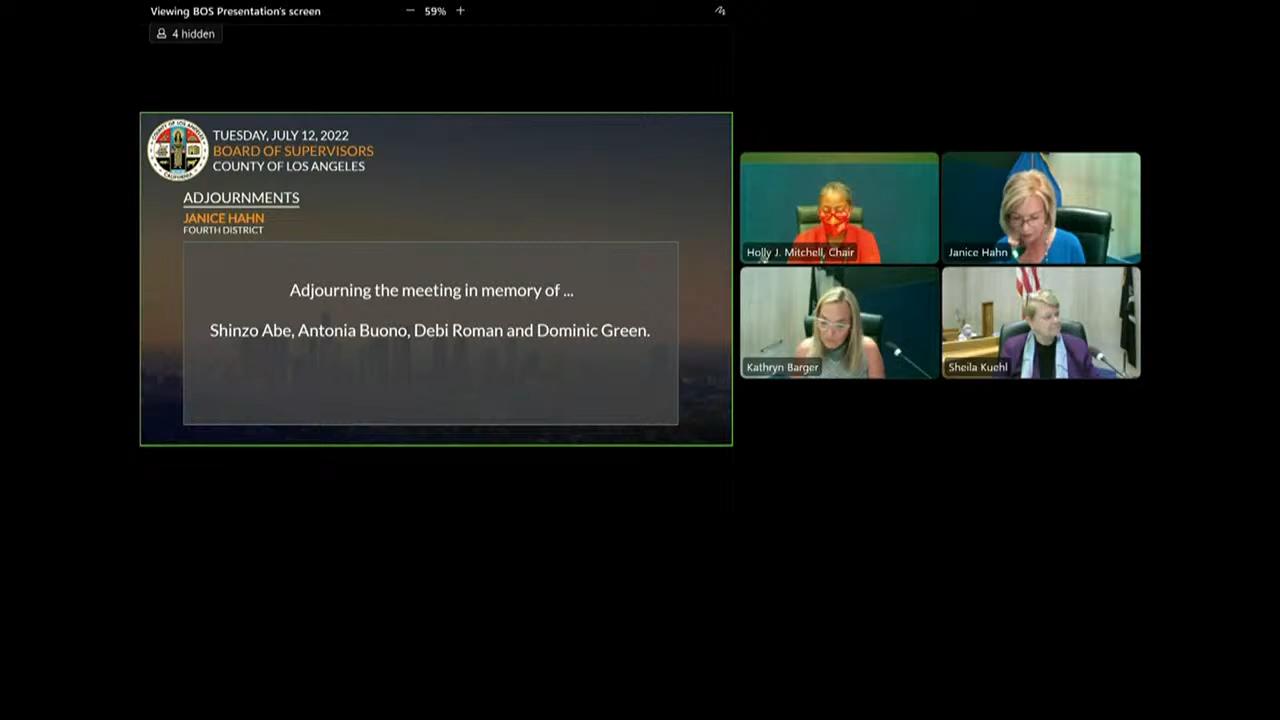 Viewing BOS Presentation's screen
59%
4 hidden
TUESDAY, JULY 12, 2022
BOARD OF SUPERVISORS
COUNTY OF LOS ANGELES
ADJOURNMENTS
JANICE HAHN
FOURTH DISTRICT
Adjourning the meeting in memory of ...
Shinzo Abe, Antonia Buono, Debi Roman and Dominic Green.
Holly J. Mitchell, Chair
Janice Hahn
Kathryn Barger
Sheila Kuehl